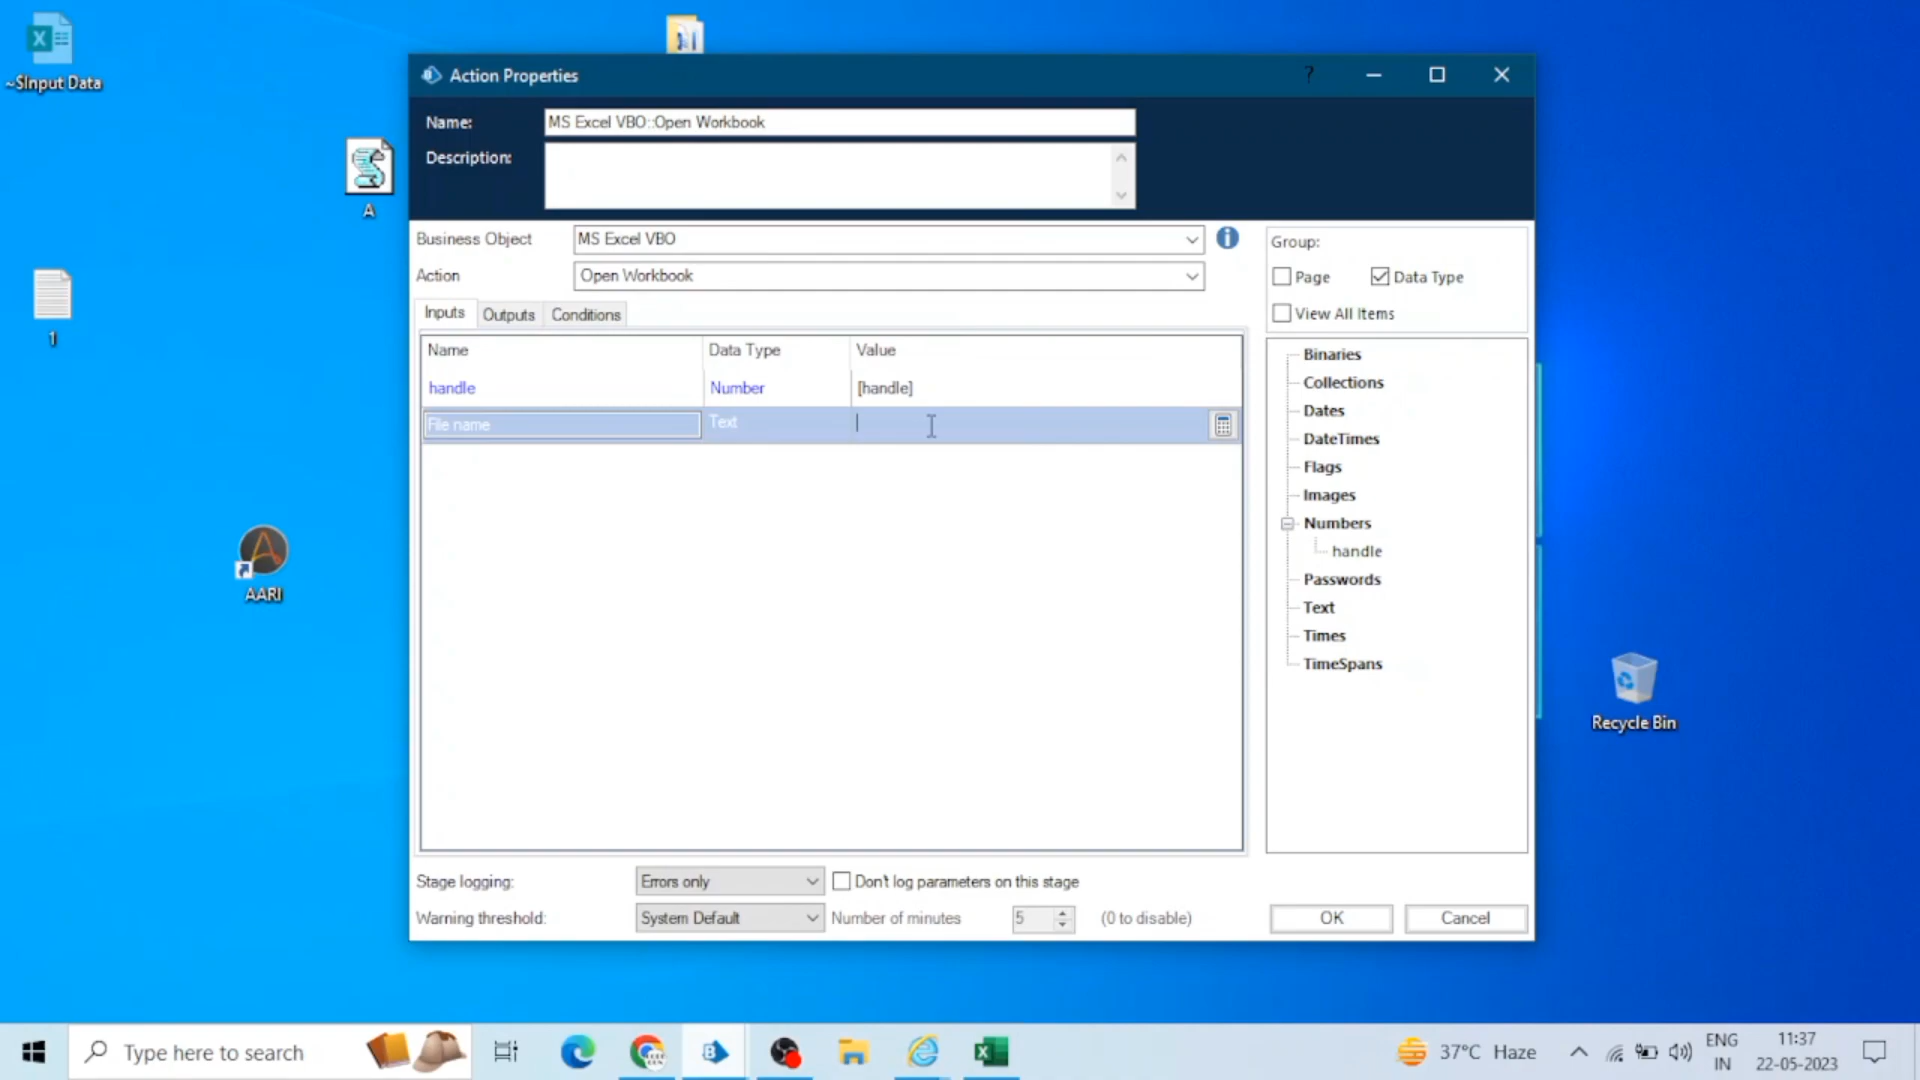 ~$Input Data
A
1
AARI
Recycle Bin
Action Properties
?
Name:
MS Excel VBO::Open Workbook
Description:
Business Object
MS Excel VBO
Action
Open Workbook
Inputs
Outputs
Conditions
Name
Data Type
Value
handle
Number
[handle]
File name
Text
Group:
Page
Data Type
View All Items
Binaries
Collections
Dates
DateTimes
Flags
Images
Numbers
handle
Passwords
Text
Times
TimeSpans
Stage logging:
Errors only
Don't log parameters on this stage
Warning threshold:
System Default
Number of minutes
5
(0 to disable)
OK
Cancel
Type here to search
37°C Haze
ENG
IN
11:37
22-05-2023